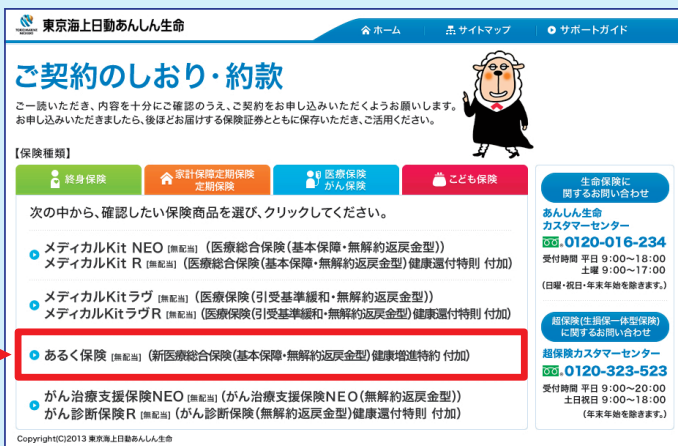 東京海上日動あんしん生命
ホーム
サイトマップ
サポートガイド
ご契約のしおり・約款
ご一読いただき、内容を十分にご確認のうえ、ご契約をお申し込みいただくようお願いします。
お申し込みいただきましたら、後ほどお届けする保険証券とともに保存いただき、ご活用ください。
【保険種類】
終身保険
家計保障定期保険
定期保険
医療保険
がん保険
こども保険
次の中から、確認したい保険商品を選び、クリックしてください。
メディカルKit NEO [無配当] (医療総合保険(基本保障・無解約返戻金型))
メディカルKit R [無配当] (医療総合保険(基本保障・無解約返戻金型)健康還付特則 付加)
メディカルKitラヴ [無配当] (医療保険(引受基準緩和・無解約返戻金型))
メディカルKitラヴR [無配当] (医療保険(引受基準緩和・無解約返戻金型)健康還付特則 付加)
あるく保険 [無配当] (新医療総合保険(基本保障・無解約返戻金型)健康増進特約 付加)
がん治療支援保険NEO [無配当] (がん治療支援保険NEO(無解約返戻金型))
がん診断保険R [無配当] (がん診断保険(無解約返戻金型)健康還付特則 付加)
生命保険に
関するお問い合わせ
あんしん生命
カスタマーセンター
0120-016-234
受付時間 平日 9:00~18:00
土曜 9:00~17:00
(日曜・祝日・年末年始を除きます。)
超保険(生損保一体型保険)
に関するお問い合わせ
超保険カスタマーセンター
0120-323-523
受付時間 平日 9:00~20:00
土日祝日 9:00~18:00
(年末年始を除きます。)
Copyright(C)2013 東京海上日動あんしん生命